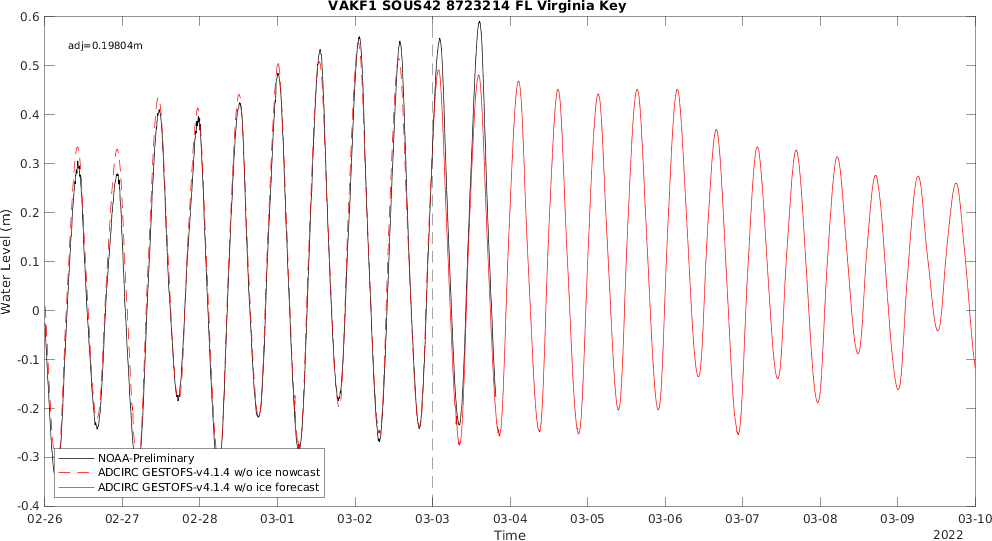 VAKF1 SOUS42 8723214 FL Virginia Key
adj=0.19804m
0.6
0.5
0.4
0.3
0.2
0.1
0
-0.1
-0.2
-0.3
-0.4
Water Level (m)
NOAA-Preliminary
ADCIRC GESTOFS-v4.1.4 w/o ice nowcast
ADCIRC GESTOFS-v4.1.4 w/o ice forecast
02-26 02-27 02-28 03-01 03-02 03-03 03-04 03-05 03-06 03-07 03-08 03-09 03-10
Time
2022